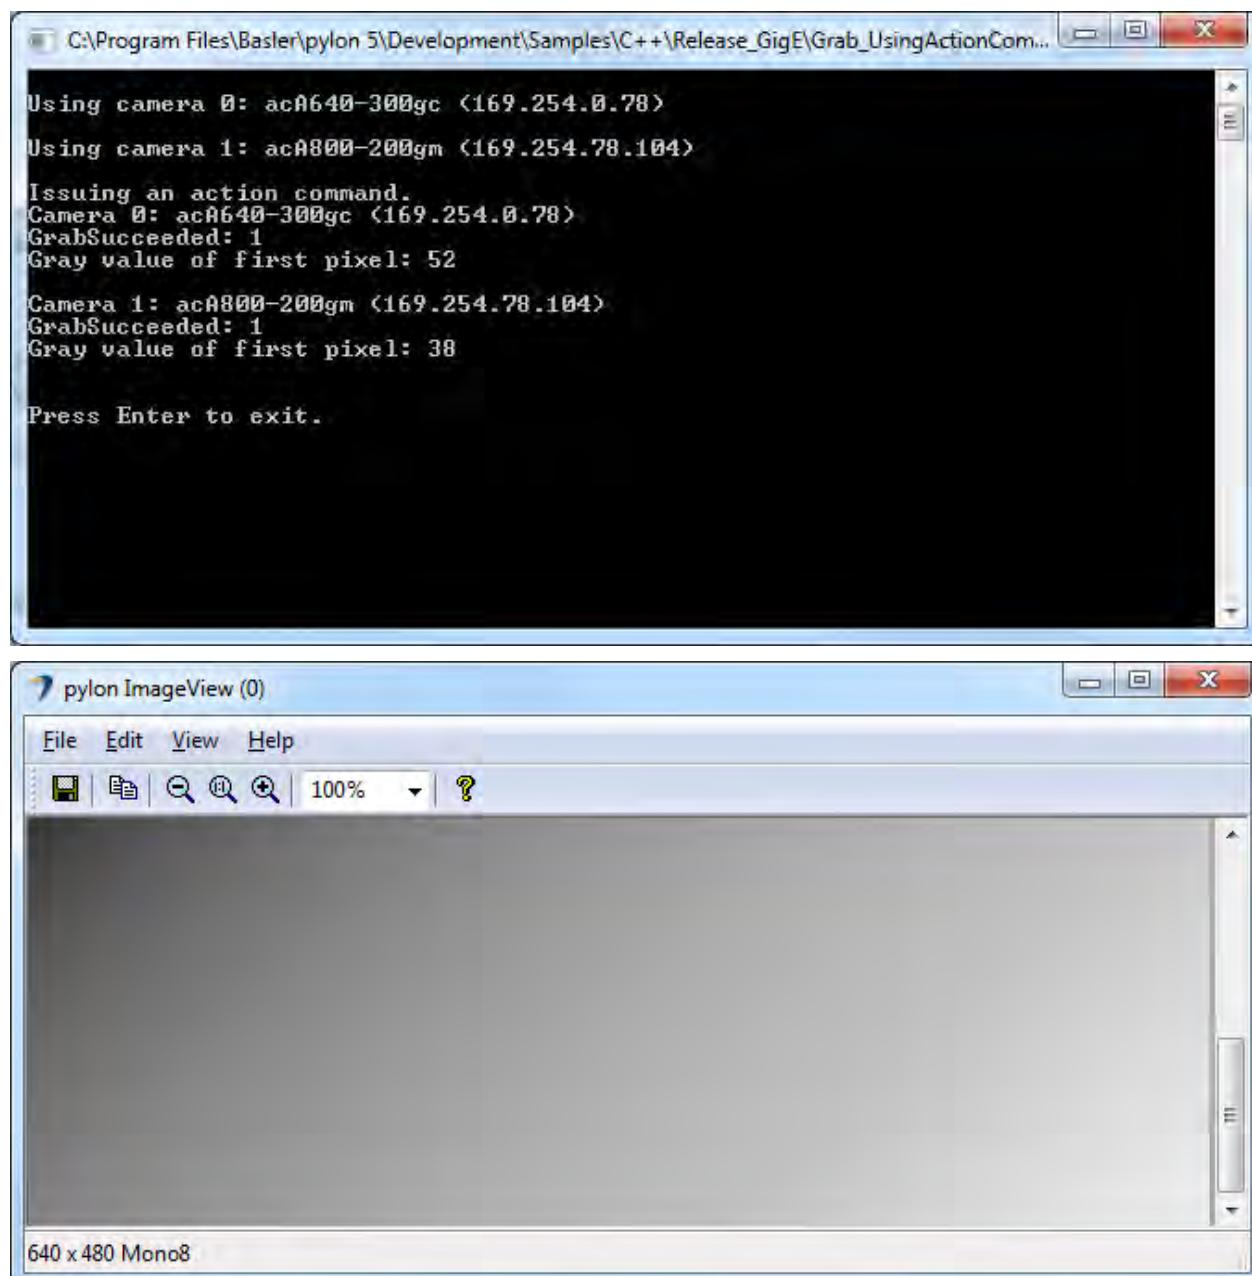 C:\Program Files\Basler\pylon 5\Development\Samples\C++\Release_GigE\Grab_UsingActionCom...
Using camera 0: acA640-300gc (169.254.0.78)
Using camera 1: acA800-200gm (169.254.78.104)
Issuing an action command.
Camera 0: acA640-300gc (169.254.0.78)
GrabSucceeded: 1
Gray value of first pixel: 52
Camera 1: acA800-200gm (169.254.78.104)
GrabSucceeded: 1
Gray value of first pixel: 38
Press Enter to exit.
pylon ImageView (0)
File Edit View Help
100%
640 x 480 Mono8